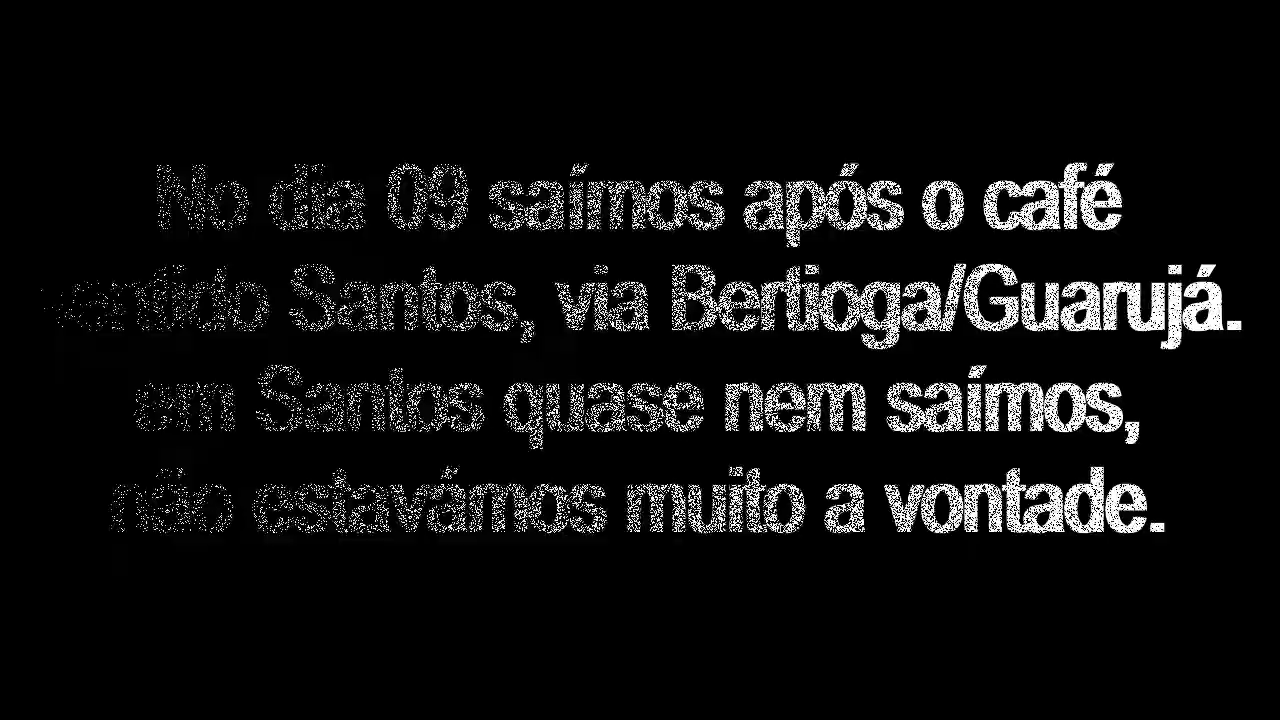 No dia 09 saímos após o café
sentido Santos, via Bertioga/Guarujá.
em Santos quase nem saímos,
não estavámos muito a vontade.